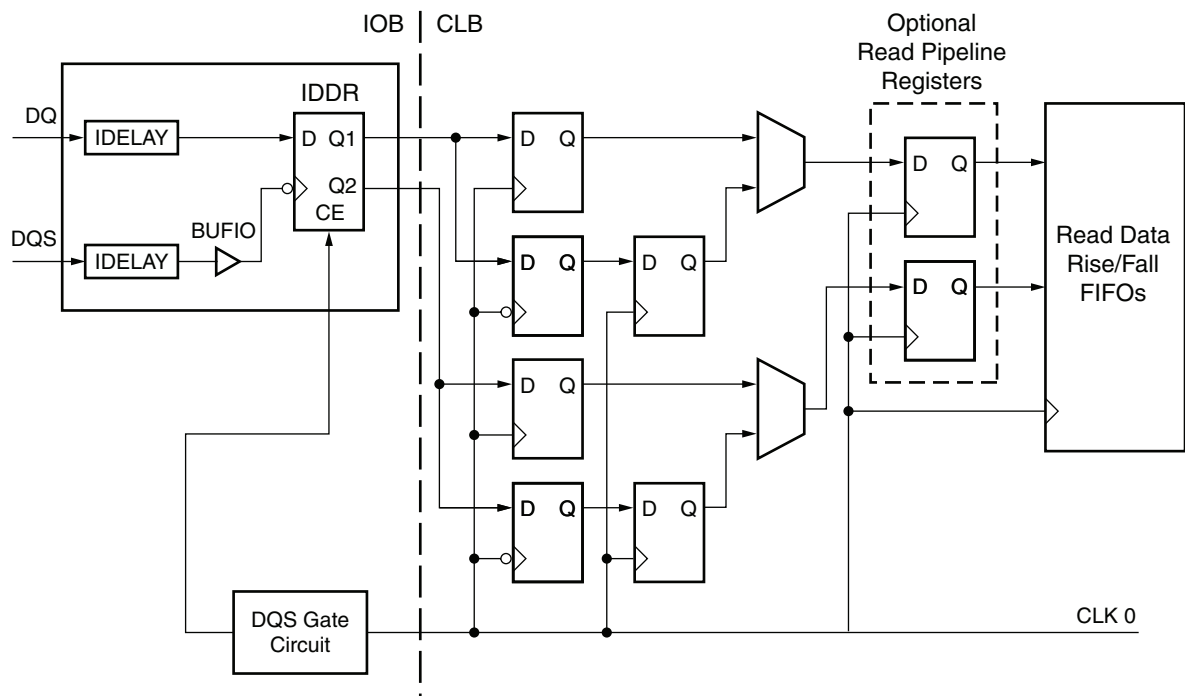 IOB
CLB
Optional
Read Pipeline
Registers
IDDR
DQ
IDELAY
D Q1
Q2
CE
DQS
IDELAY
BUFIO
D Q
D Q
D Q
D Q
D Q
D Q
D Q
D Q
Read Data
Rise/Fall
FIFOs
DQS Gate
Circuit
CLK 0